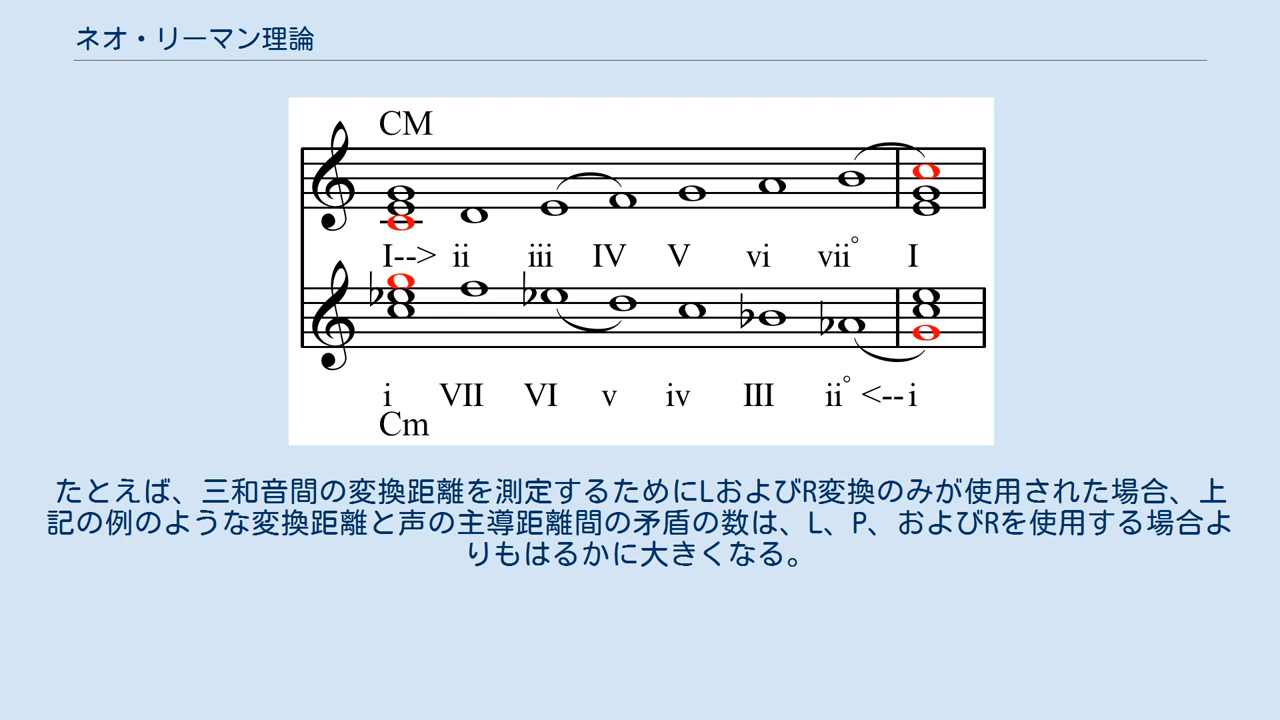 ネオ・リーマン理論
CM
I--> ii iii IV V vi vii° I
i VII VI v iv III ii° <-- i
Cm
たとえば、三和音間の変換距離を測定するためにLおよびR変換のみが使用された場合、上
記の例のような変換距離と声の主導距離間の矛盾の数は、L、P、およびRを使用する場合よ
りもはるかに大きくなる。